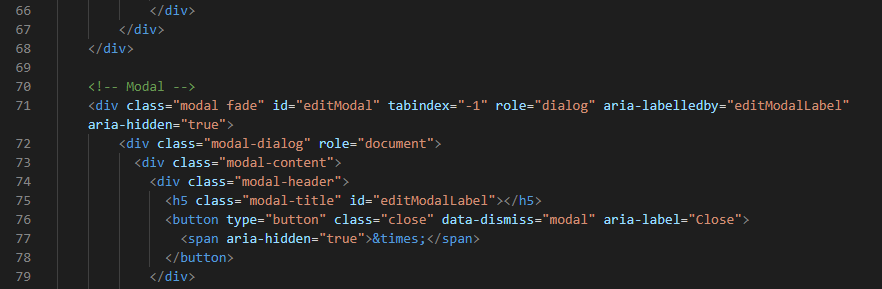 66 </div>
67 </div>
68 </div>
69
70 <!-- Modal -->
71 <div class="modal fade" id="editModal" tabindex="-1" role="dialog" aria-labelledby="editModalLabel"
aria-hidden="true">
72 <div class="modal-dialog" role="document">
73 <div class="modal-content">
74 <div class="modal-header">
75 <h5 class="modal-title" id="editModalLabel"></h5>
76 <button type="button" class="close" data-dismiss="modal" aria-label="Close">
77 <span aria-hidden="true">&times;</span>
78 </button>
79 </div>